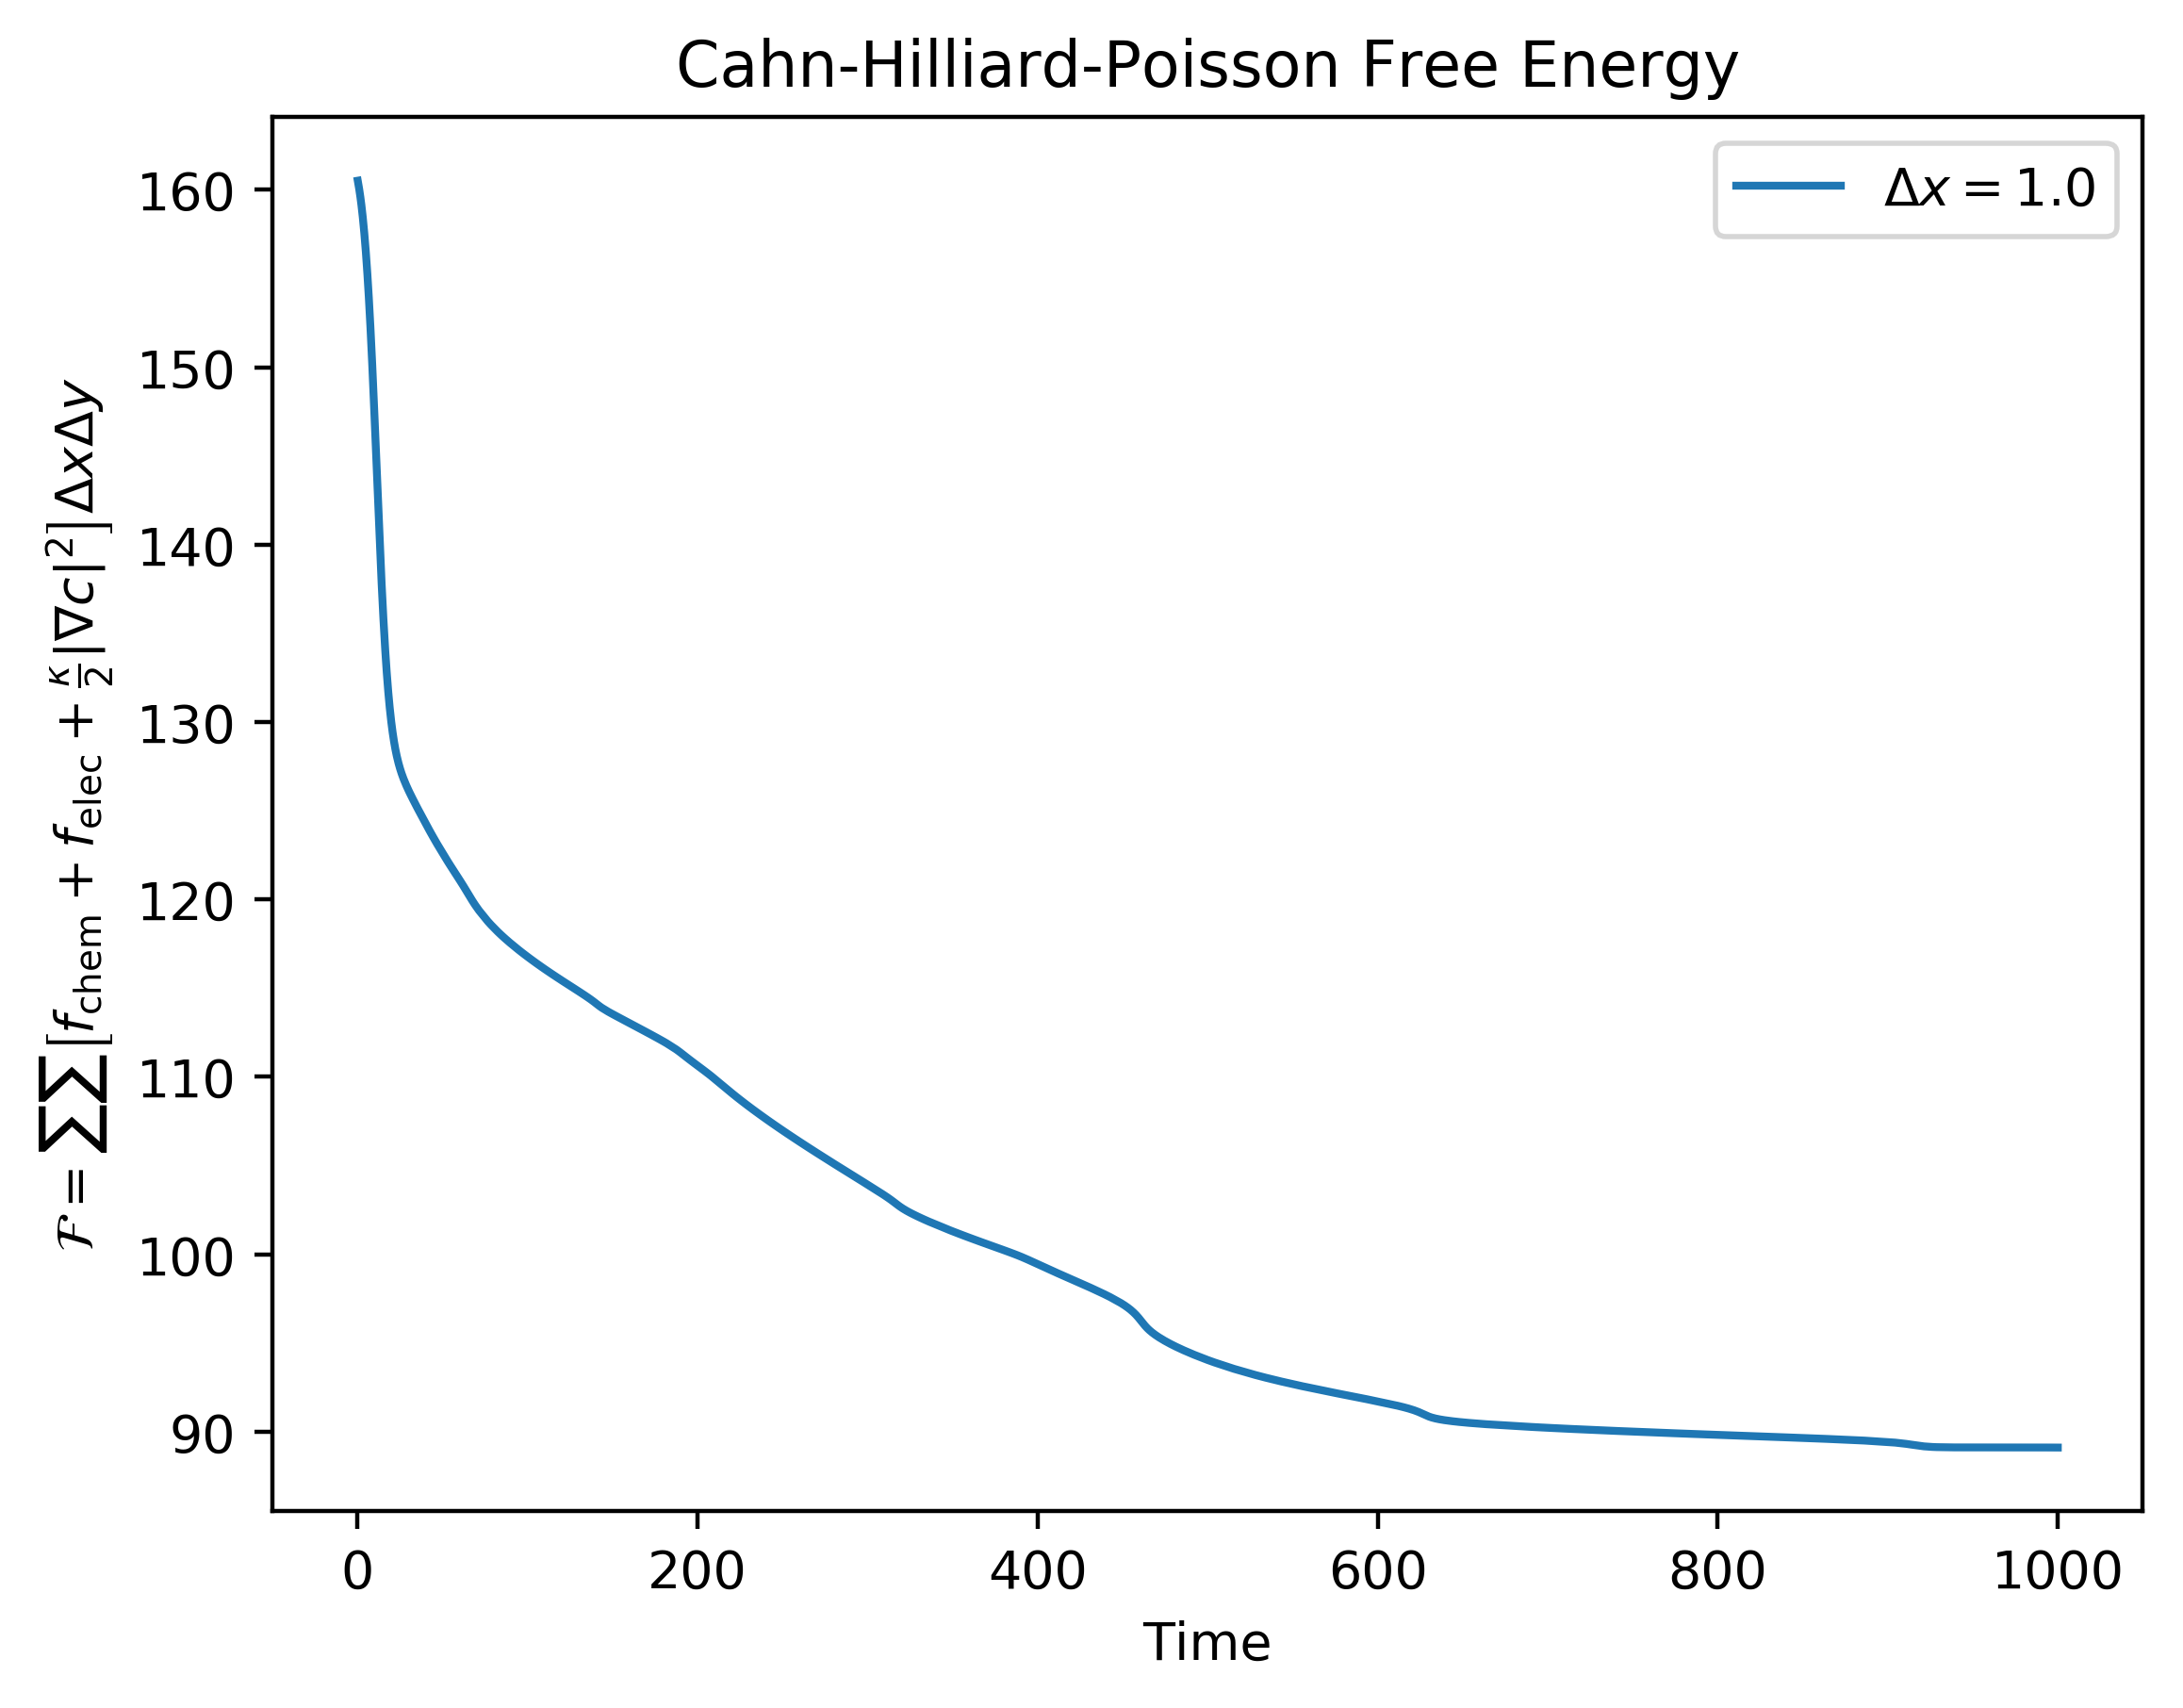 Cahn-Hilliard-Poisson Free Energy
Δx = 1.0
ℱ = ∑∑[f_chem + f_elec + κ/2|∇c|²]ΔxΔy
160
150
140
130
120
110
100
90
0 200 400 600 800 1000
Time